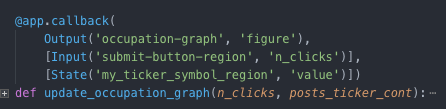 @app.callback(
    Output('occupation-graph', 'figure'),
    [Input('submit-button-region', 'n_clicks')],
    [State('my_ticker_symbol_region', 'value')])
def update_occupation_graph(n_clicks, posts_ticker_cont):⋯